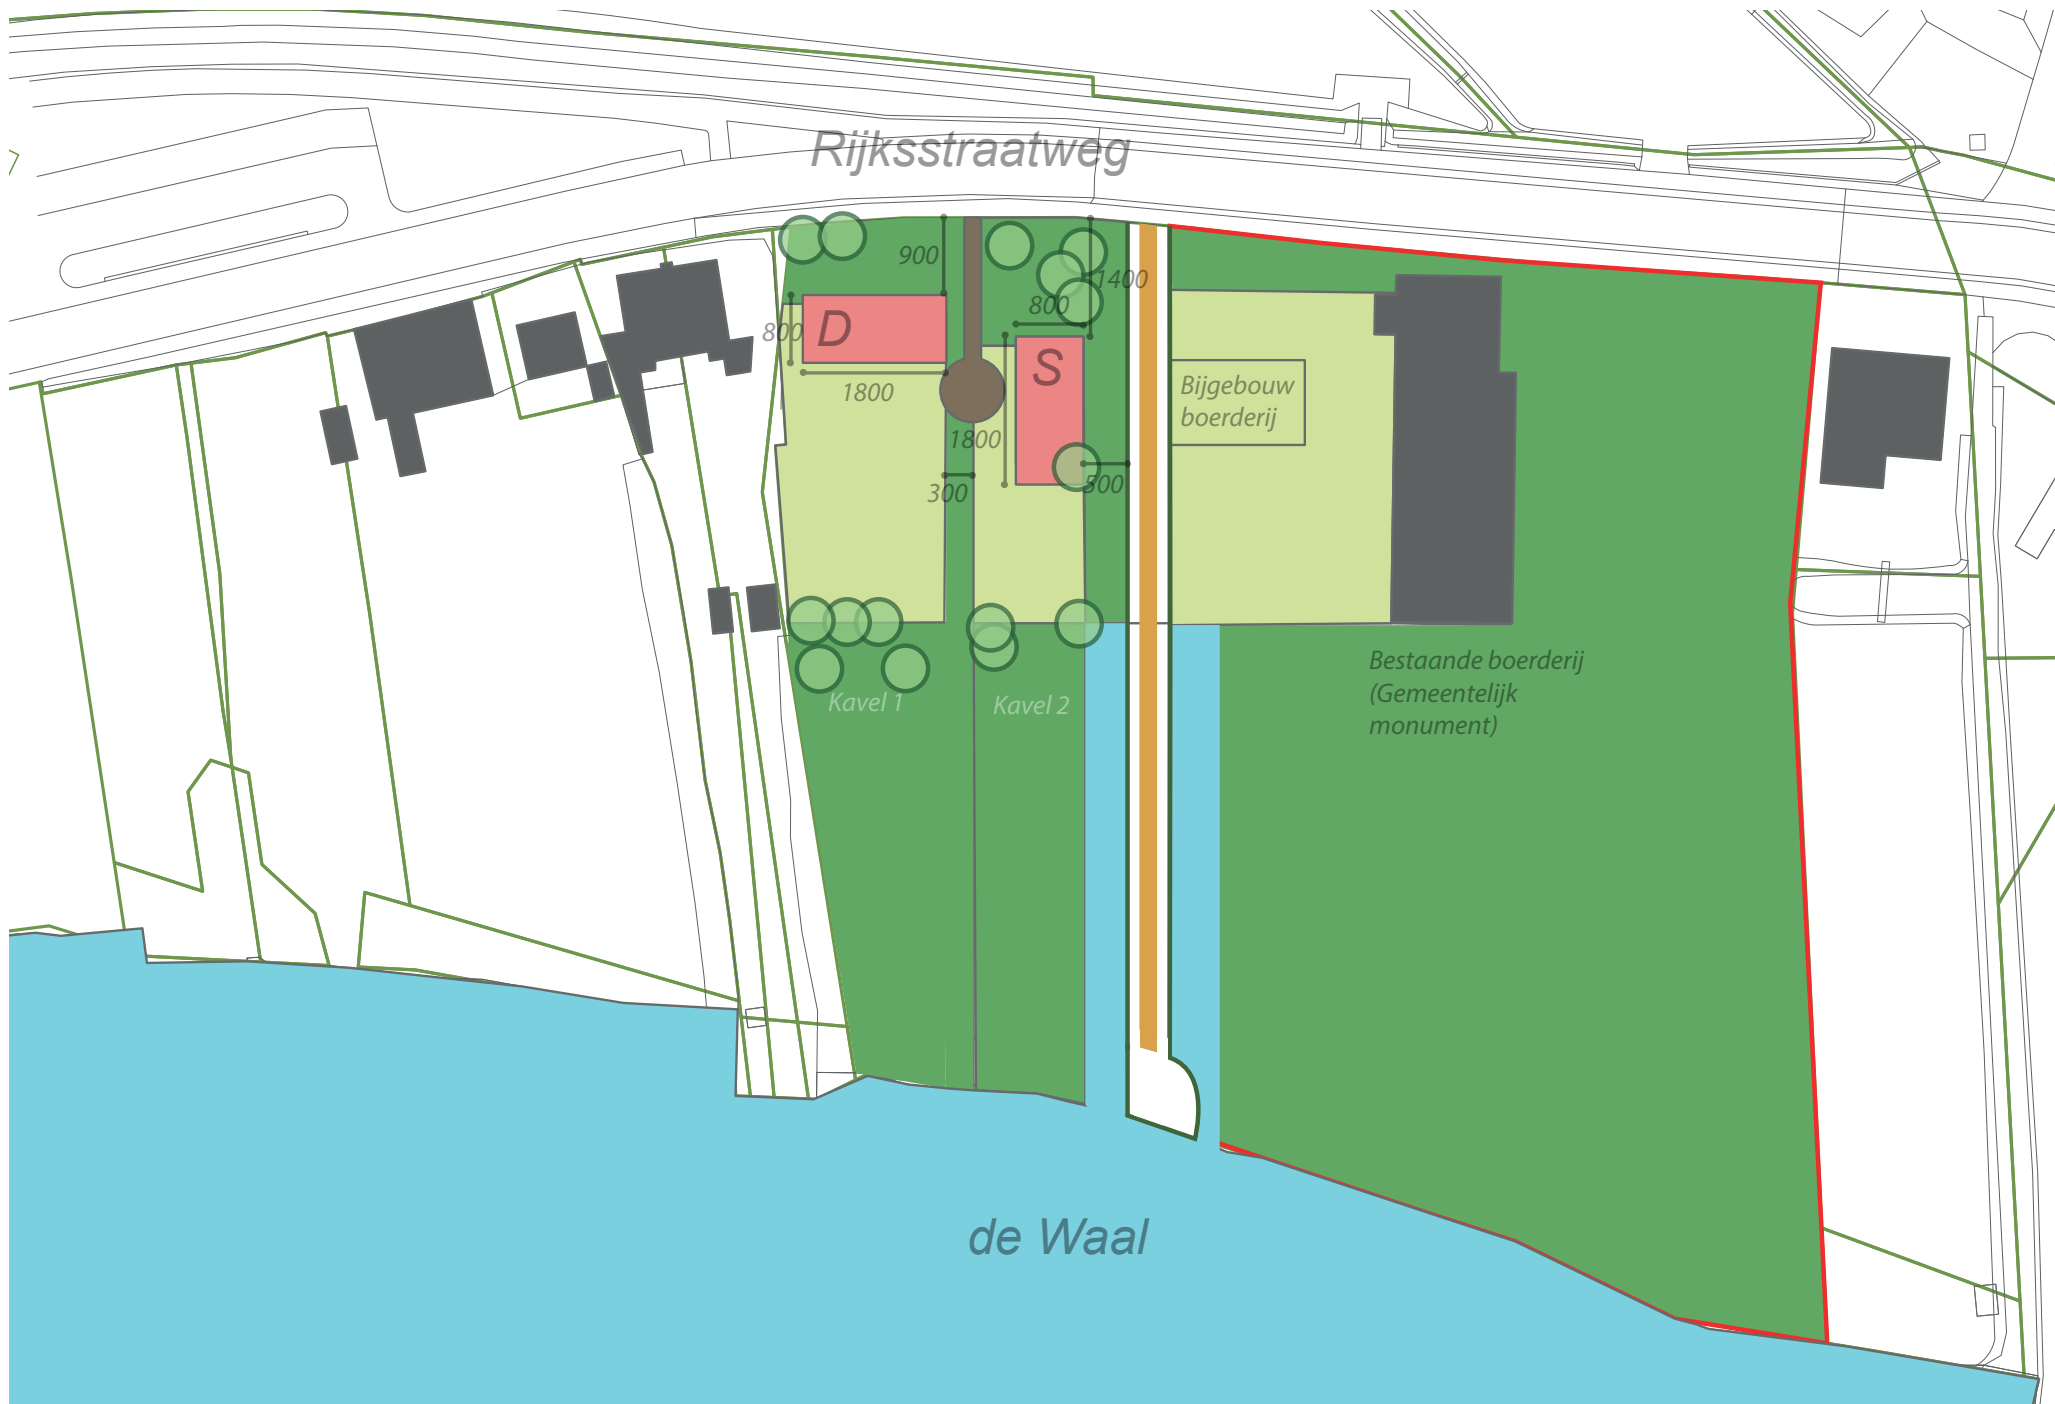 Rijksstraatweg
900
1400
800
800
D
S
1800
Bijgebouw
boerderij
1800
300
500
Bestaande boerderij
(Gemeentelijk
monument)
Kavel 1
Kavel 2
de Waal